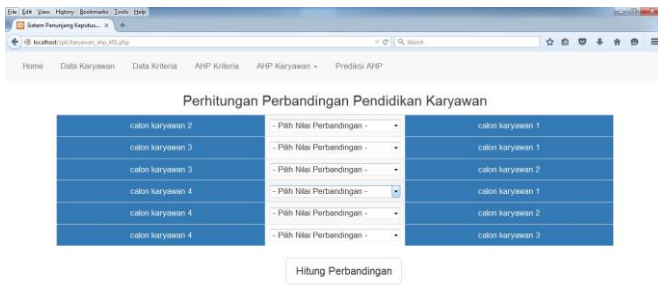 File Edit View History Bookmarks Tools Help
Sistem Penunjang Keputus... × +
localhost/spk/karyawan_ahp_k01.php Search
Home Data Karyawan Data Kriteria AHP Kriteria AHP Karyawan Prediksi AHP
Perhitungan Perbandingan Pendidikan Karyawan
calon karyawan 2 - Pilih Nilai Perbandingan - calon karyawan 1
calon karyawan 3 - Pilih Nilai Perbandingan - calon karyawan 1
calon karyawan 3 - Pilih Nilai Perbandingan - calon karyawan 2
calon karyawan 4 - Pilih Nilai Perbandingan - calon karyawan 1
calon karyawan 4 - Pilih Nilai Perbandingan - calon karyawan 2
calon karyawan 4 - Pilih Nilai Perbandingan - calon karyawan 3
Hitung Perbandingan